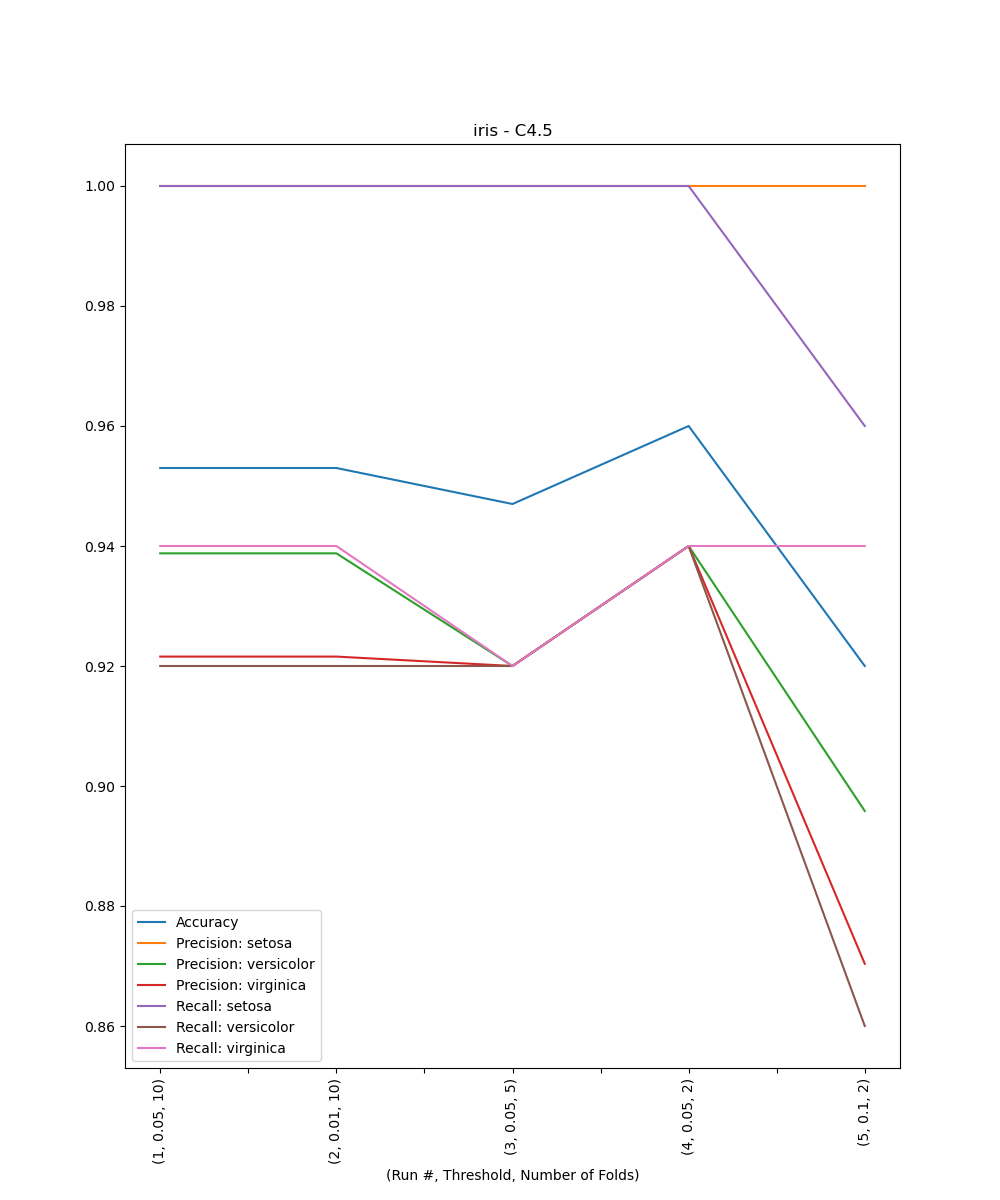 iris - C4.5
1.00
0.98
0.96
0.94
0.92
0.90
0.88
0.86
Accuracy
Precision: setosa
Precision: versicolor
Precision: virginica
Recall: setosa
Recall: versicolor
Recall: virginica
(1, 0.05, 10)
(2, 0.01, 10)
(3, 0.05, 5)
(4, 0.05, 2)
(5, 0.1, 2)
(Run #, Threshold, Number of Folds)